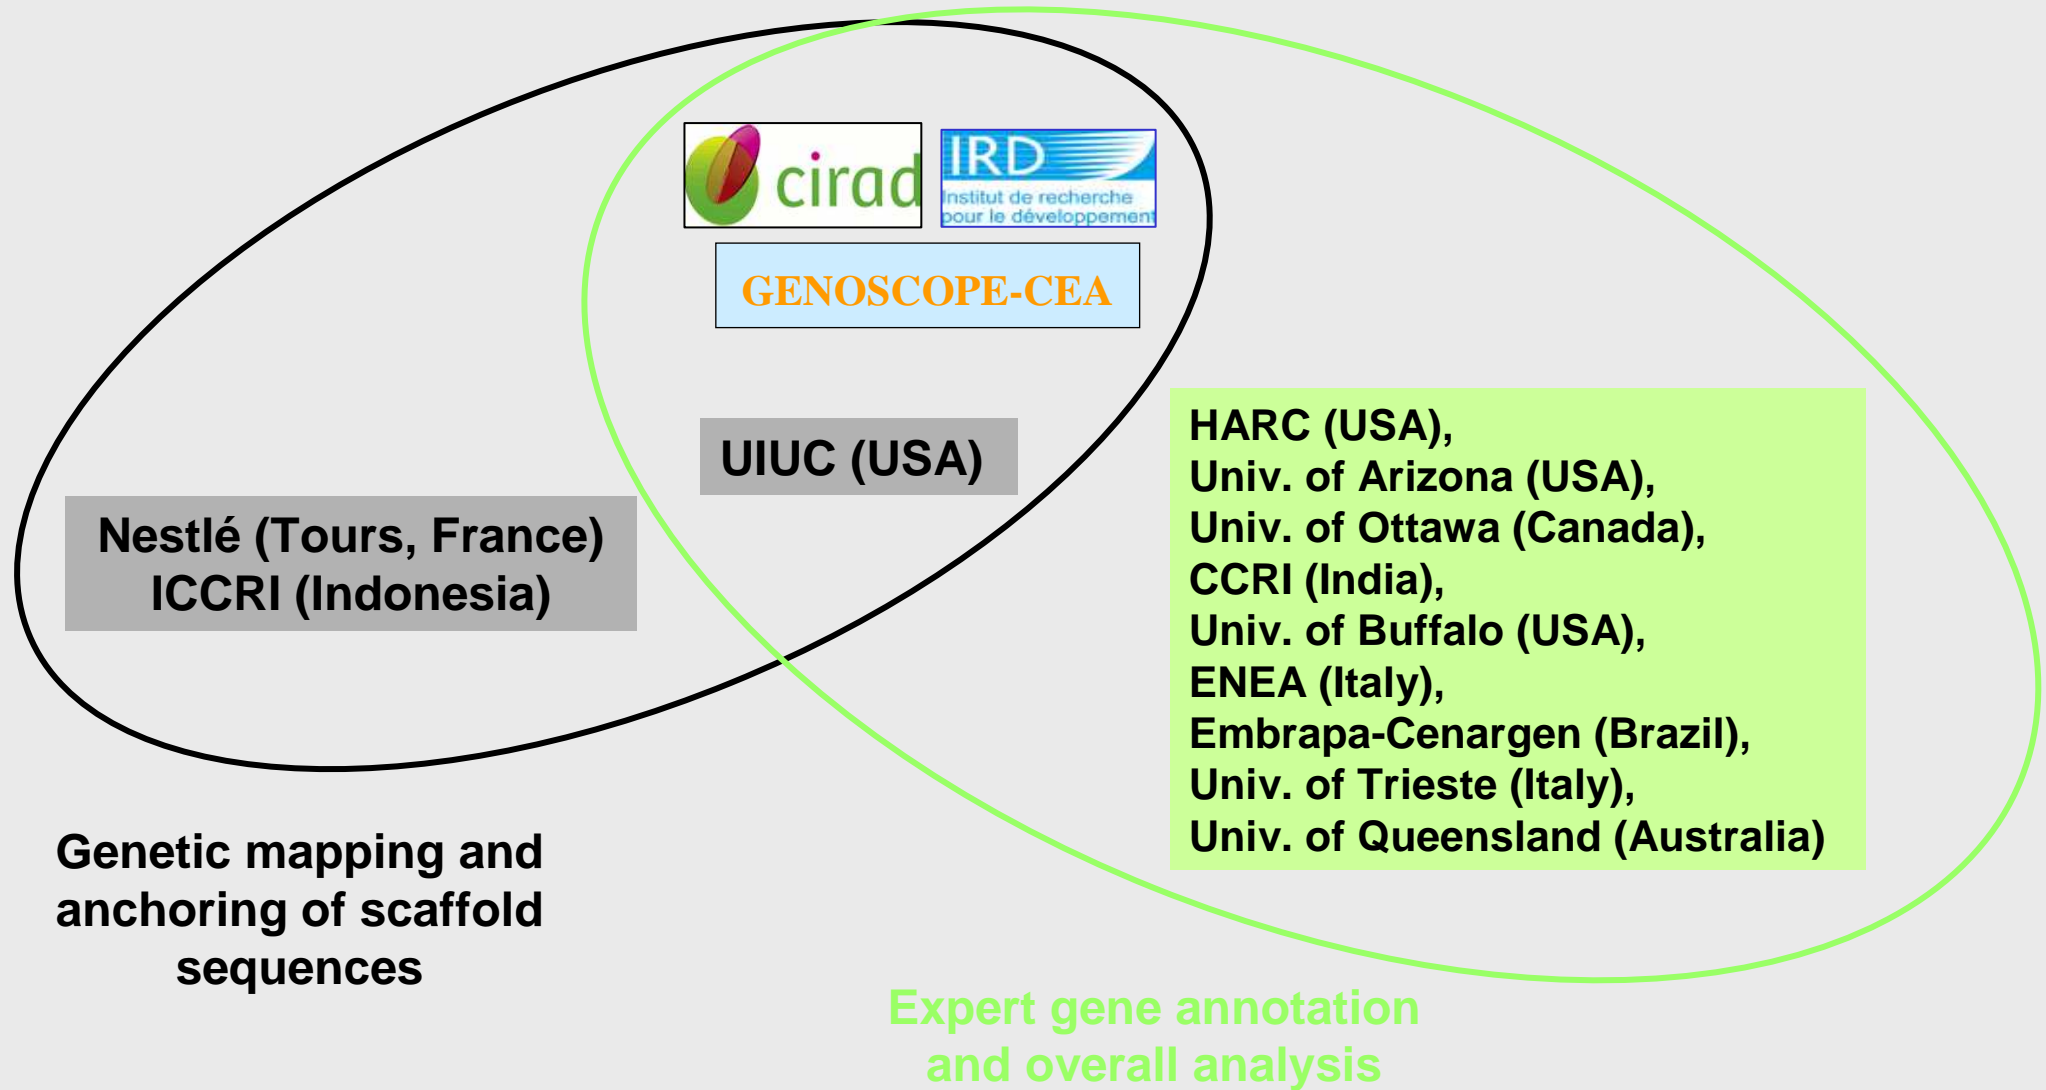 cirad
IRD
Institut de recherche
pour le développement
GENOSCOPE-CEA
UIUC (USA)
Nestlé (Tours, France)
ICCRI (Indonesia)
HARC (USA),
Univ. of Arizona (USA),
Univ. of Ottawa (Canada),
CCRI (India),
Univ. of Buffalo (USA),
ENEA (Italy),
Embrapa-Cenargen (Brazil),
Univ. of Trieste (Italy),
Univ. of Queensland (Australia)
Genetic mapping and
anchoring of scaffold
sequences
Expert gene annotation
and overall analysis